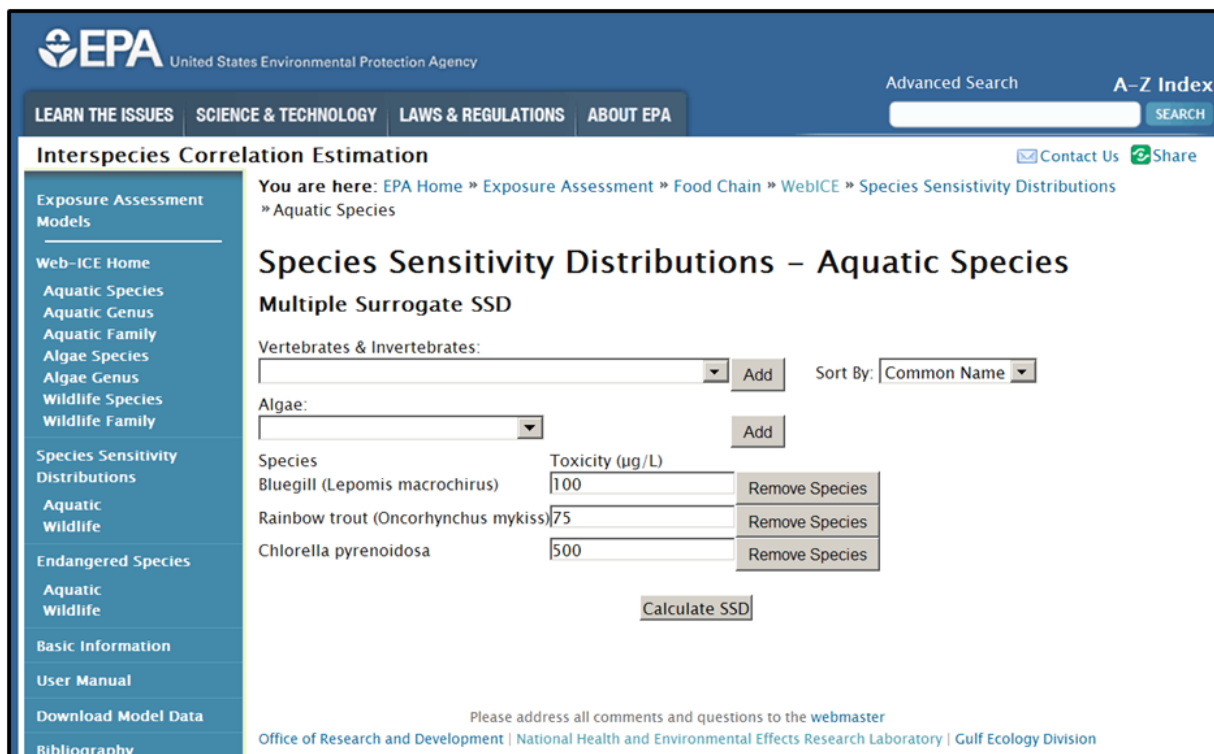 EPA United States Environmental Protection Agency
Advanced Search A-Z Index
LEARN THE ISSUES SCIENCE & TECHNOLOGY LAWS & REGULATIONS ABOUT EPA SEARCH
Interspecies Correlation Estimation
Contact Us Share
Exposure Assessment
Models
Web-ICE Home
Aquatic Species
Aquatic Genus
Aquatic Family
Algae Species
Algae Genus
Wildlife Species
Wildlife Family
Species Sensitivity
Distributions
Aquatic
Wildlife
Endangered Species
Aquatic
Wildlife
Basic Information
User Manual
Download Model Data
Bibliography
You are here: EPA Home » Exposure Assessment » Food Chain » WebICE » Species Sensistivity Distributions
» Aquatic Species
Species Sensitivity Distributions – Aquatic Species
Multiple Surrogate SSD
Vertebrates & Invertebrates:
Add Sort By: Common Name
Algae:
Add
Species Toxicity (µg/L)
Bluegill (Lepomis macrochirus) 100 Remove Species
Rainbow trout (Oncorhynchus mykiss) 75 Remove Species
Chlorella pyrenoidosa 500 Remove Species
Calculate SSD
Please address all comments and questions to the webmaster
Office of Research and Development | National Health and Environmental Effects Research Laboratory | Gulf Ecology Division